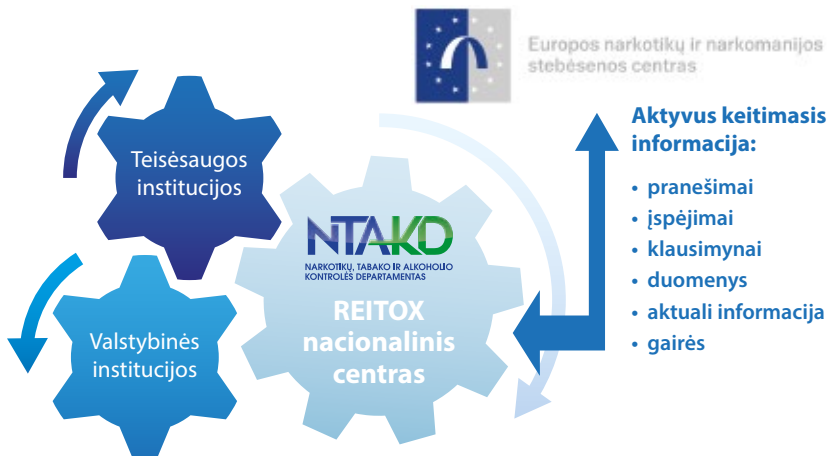 Europos narkotikų ir narkomanijos
stebėsenos centras
Teisėsaugos
institucijos
Valstybinės
institucijos
NTAKD
NARKOTIKŲ, TABAKO IR ALKOHOLIO
KONTROLĖS DEPARTAMENTAS
REITOX
nacionalinis
centras
Aktyvus keitimasis
informacija:
• pranešimai
• įspėjimai
• klausimynai
• duomenys
• aktuali informacija
• gairės